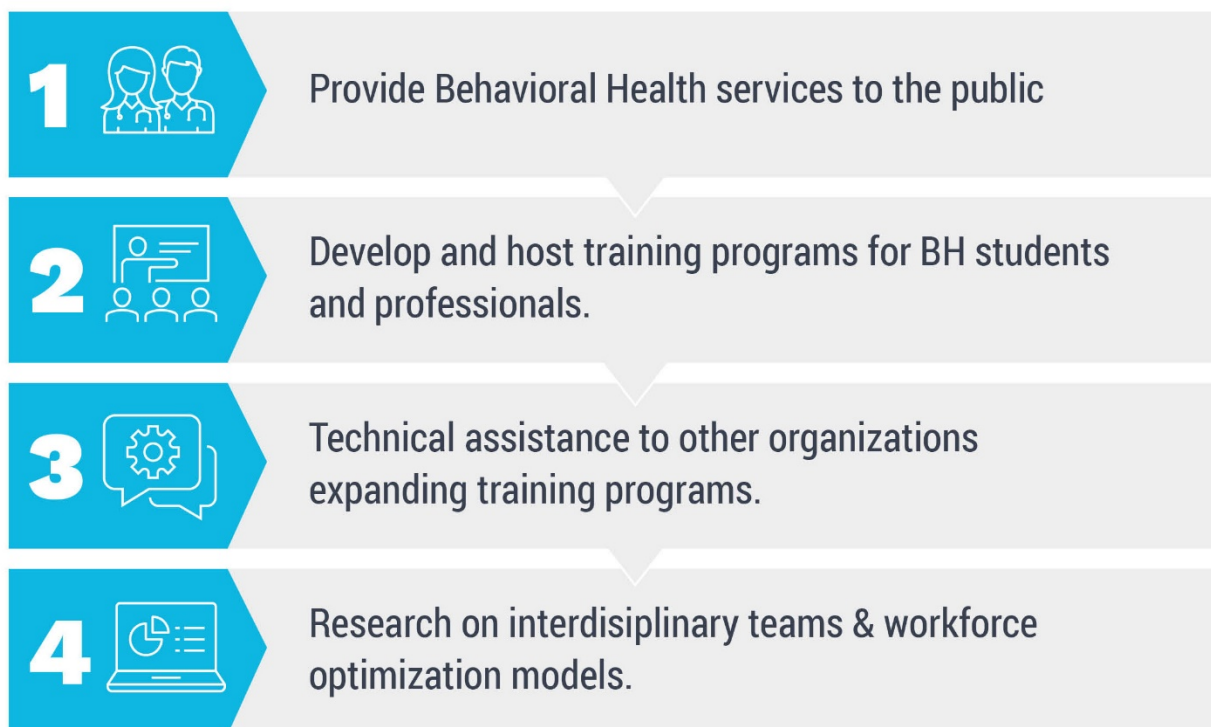 1
Provide Behavioral Health services to the public
2
Develop and host training programs for BH students
and professionals.
3
Technical assistance to other organizations
expanding training programs.
4
Research on interdisiplinary teams & workforce
optimization models.